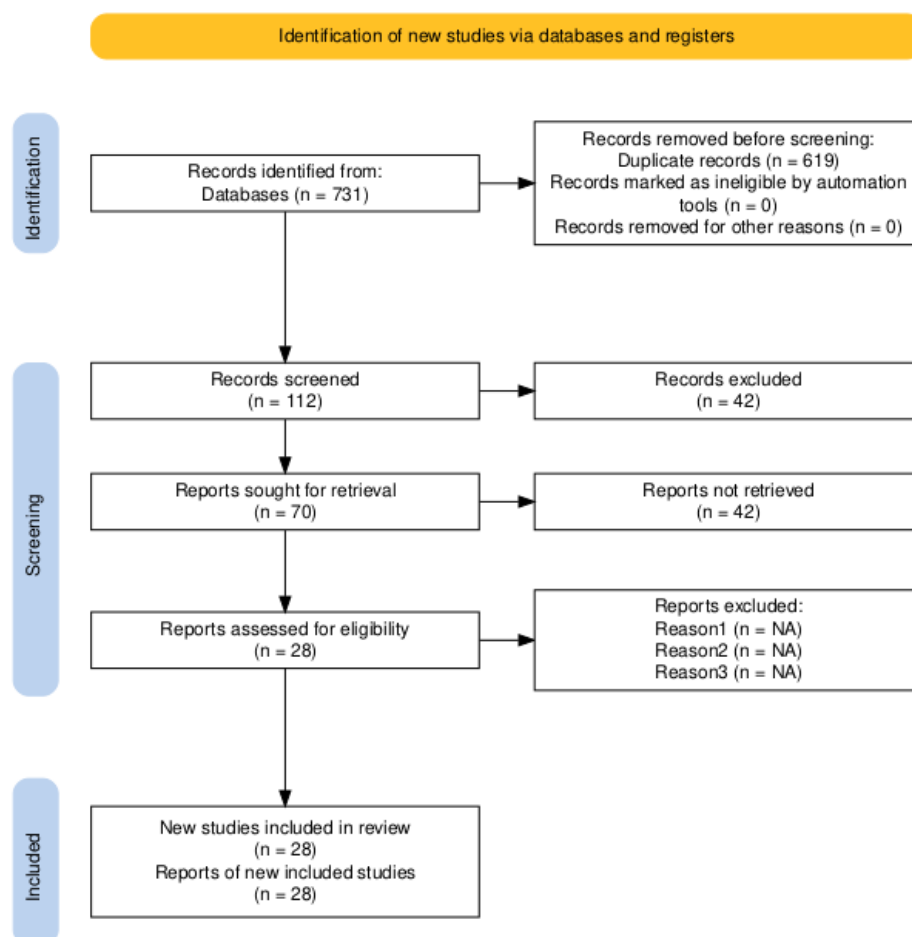 Identification of new studies via databases and registers
Identification
Records identified from:
Databases (n = 731)
Records removed before screening:
Duplicate records (n = 619)
Records marked as ineligible by automation
tools (n = 0)
Records removed for other reasons (n = 0)
Screening
Records screened
(n = 112)
Records excluded
(n = 42)
Reports sought for retrieval
(n = 70)
Reports not retrieved
(n = 42)
Reports assessed for eligibility
(n = 28)
Reports excluded:
Reason1 (n = NA)
Reason2 (n = NA)
Reason3 (n = NA)
Included
New studies included in review
(n = 28)
Reports of new included studies
(n = 28)